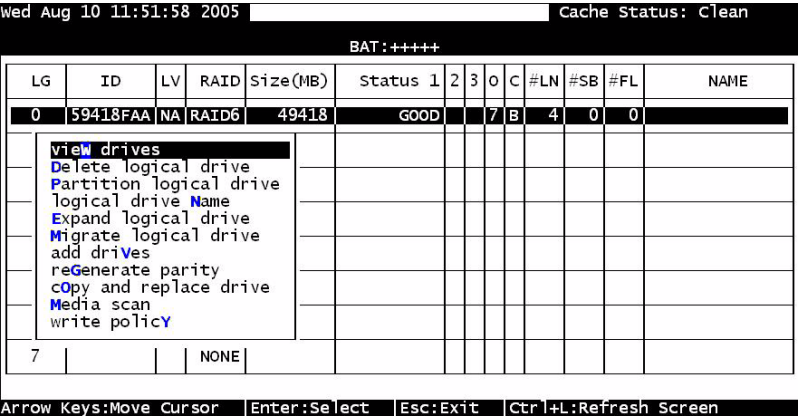 Wed Aug 10 11:51:58 2005 Cache Status: Clean
BAT:+++++
LG ID LV RAID Size(MB) Status 1 2 3 O C #LN #SB #FL NAME
0 59418FAA NA RAID6 49418 GOOD 7 B 4 0 0
vieW drives
Delete logical drive
Partition logical drive
logical drive Name
Expand logical drive
Migrate logical drive
add driVes
reGenerate parity
cOpy and replace drive
Media scan
write policY
7 NONE
Arrow Keys:Move Cursor |Enter:Select |Esc:Exit |Ctrl+L:Refresh Screen